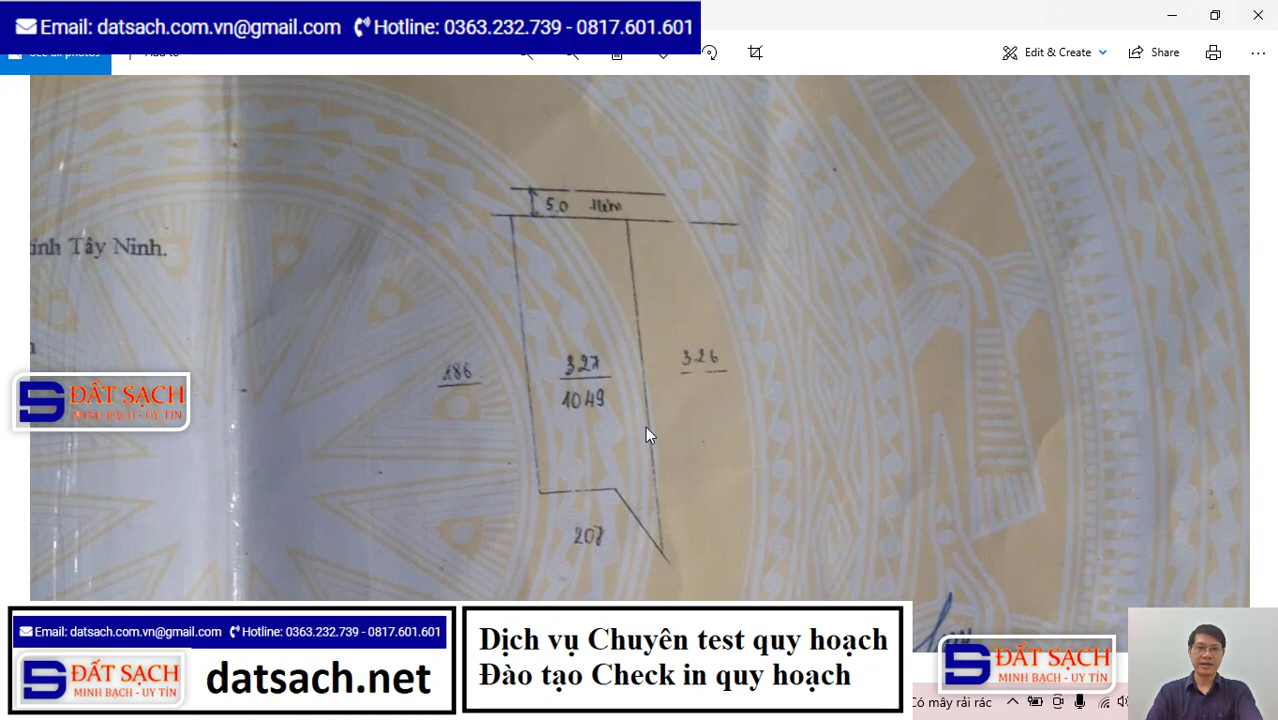 Email: datsach.com.vn@gmail.com Hotline: 0363.232.739 - 0817.601.601
Edit & Create Share
5.0 Hẻm
tỉnh Tây Ninh.
186
327
1049
326
207
ĐẤT SẠCH
MINH BẠCH - UY TÍN
Email: datsach.com.vn@gmail.com Hotline: 0363.232.739 - 0817.601.601
ĐẤT SẠCH
MINH BẠCH - UY TÍN
datsach.net
Dịch vụ Chuyên test quy hoạch
Đào tạo Check in quy hoạch
ĐẤT SẠCH
MINH BẠCH - UY TÍN
Có mây rải rác